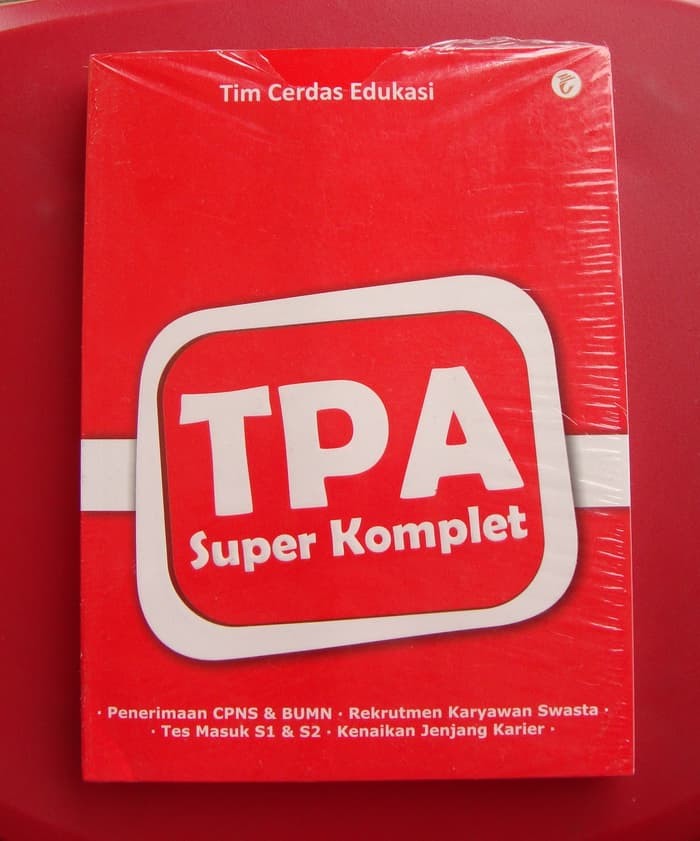 Tim Cerdas Edukasi
TPA
Super Komplet
· Penerimaan CPNS & BUMN · Rekrutmen Karyawan Swasta ·
· Tes Masuk S1 & S2 · Kenaikan Jenjang Karier ·